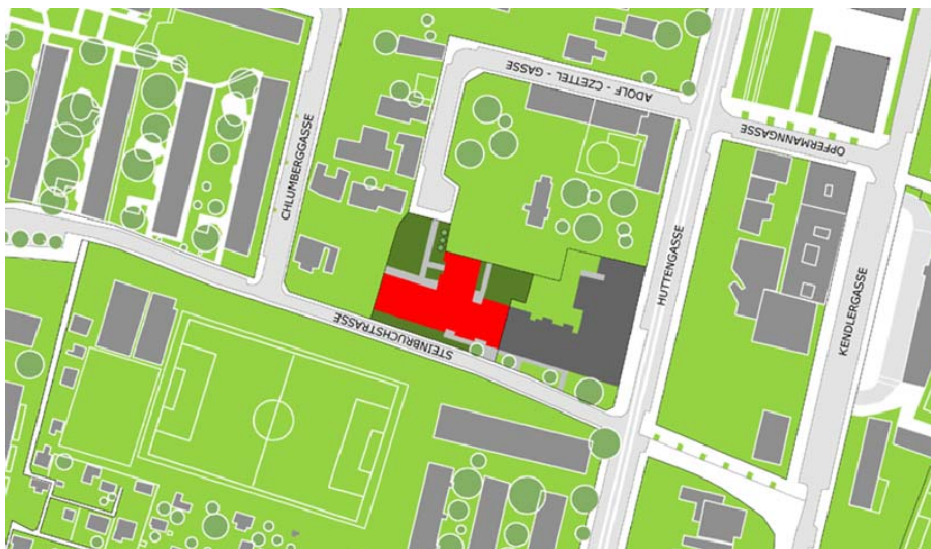 ADOLF - CZETTEL - GASSE
OPFERMANNGASSE
CHLUMBERGGASSE
HUTTENGASSE
KENDLERGASSE
STEINBRUCHSTRASSE